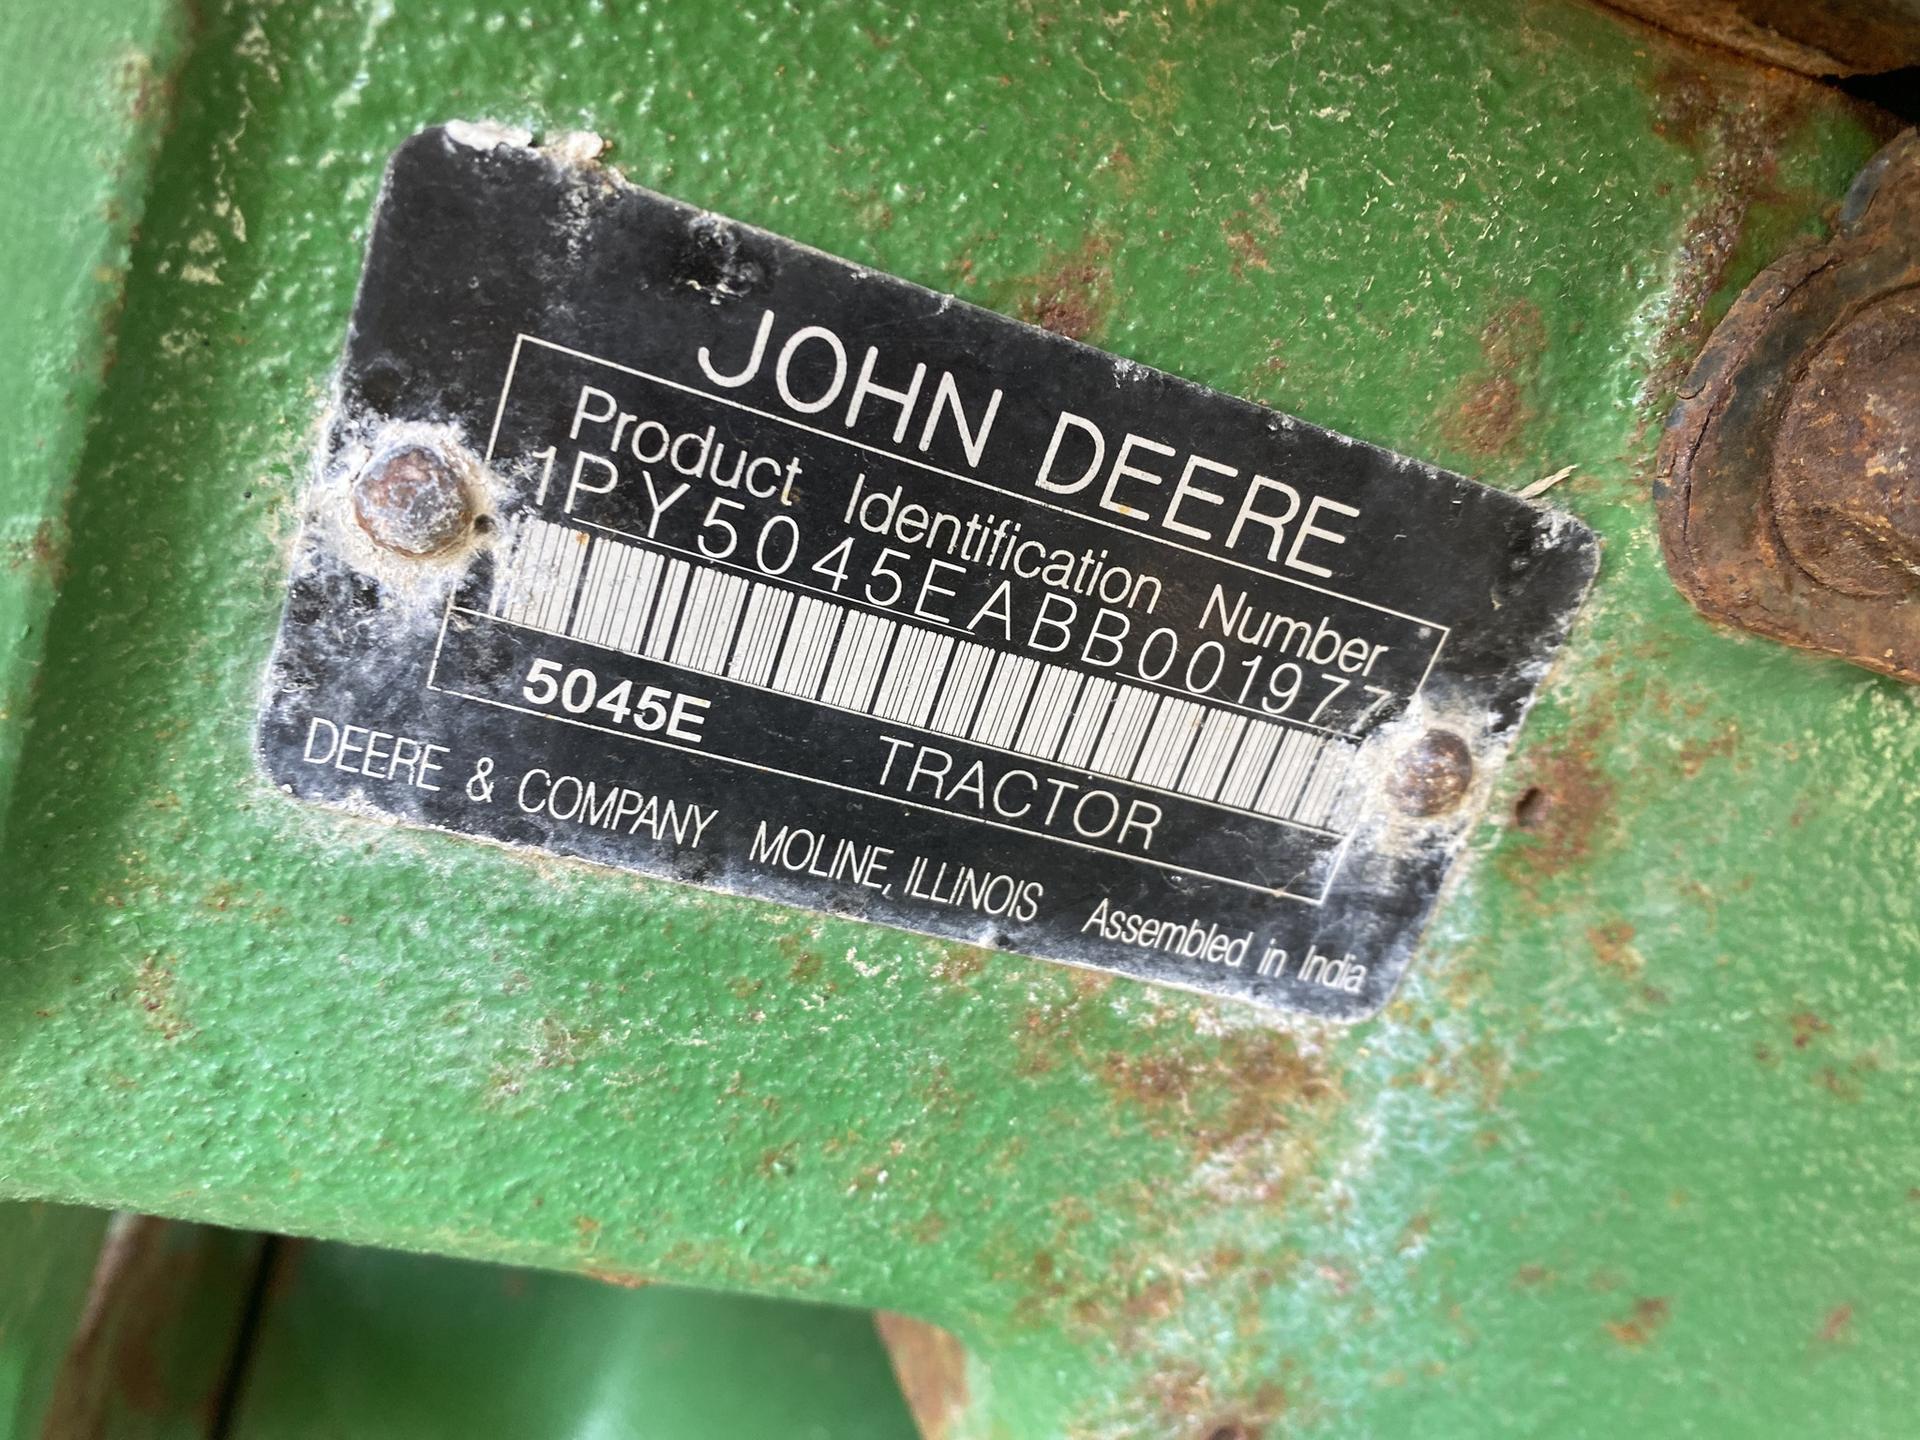 JOHN DEERE
Product Identification Number
1PY5045EABB001977
5045E TRACTOR
DEERE & COMPANY MOLINE, ILLINOIS Assembled in India